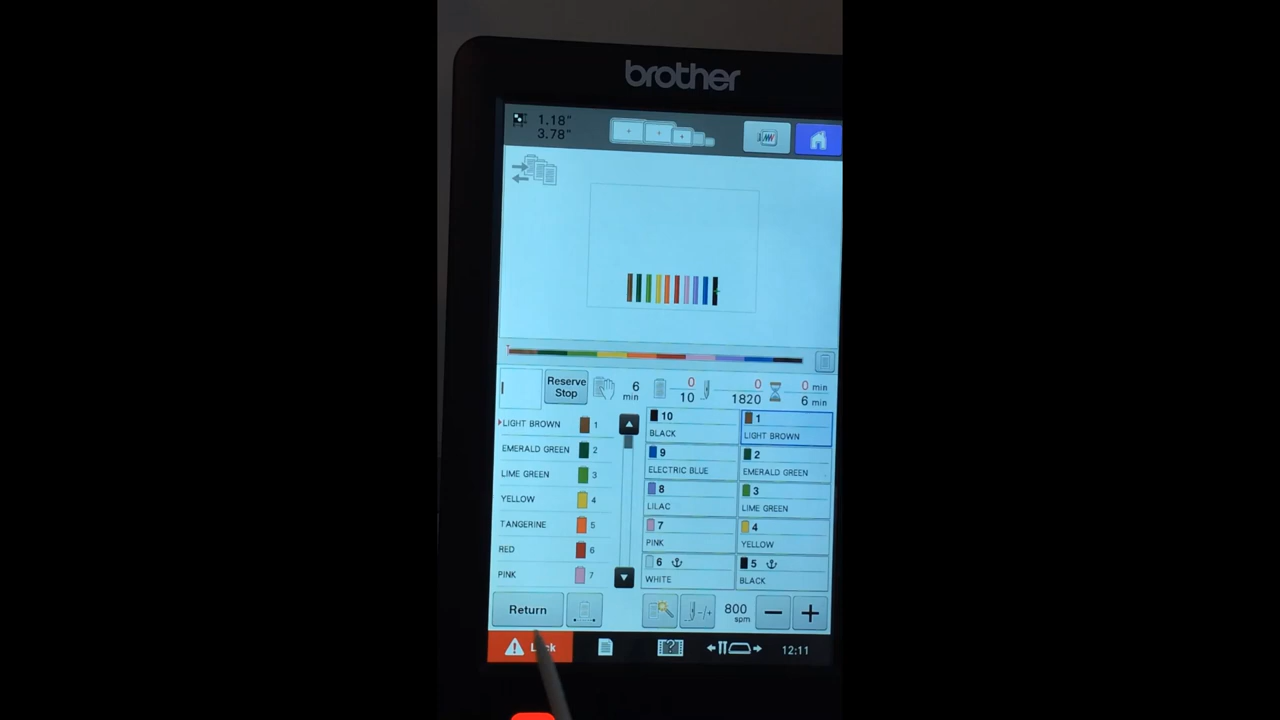 brother
1.18"
3.78"
Reserve Stop
6 min
0
10
0
1820
0 min
6 min
LIGHT BROWN 1
EMERALD GREEN 2
LIME GREEN 3
YELLOW 4
TANGERINE 5
RED 6
PINK 7
10
BLACK
1
LIGHT BROWN
9
ELECTRIC BLUE
2
EMERALD GREEN
8
LILAC
3
LIME GREEN
7
PINK
4
YELLOW
6
WHITE
5
BLACK
Return
-/+
800 spm
− +
?
12:11